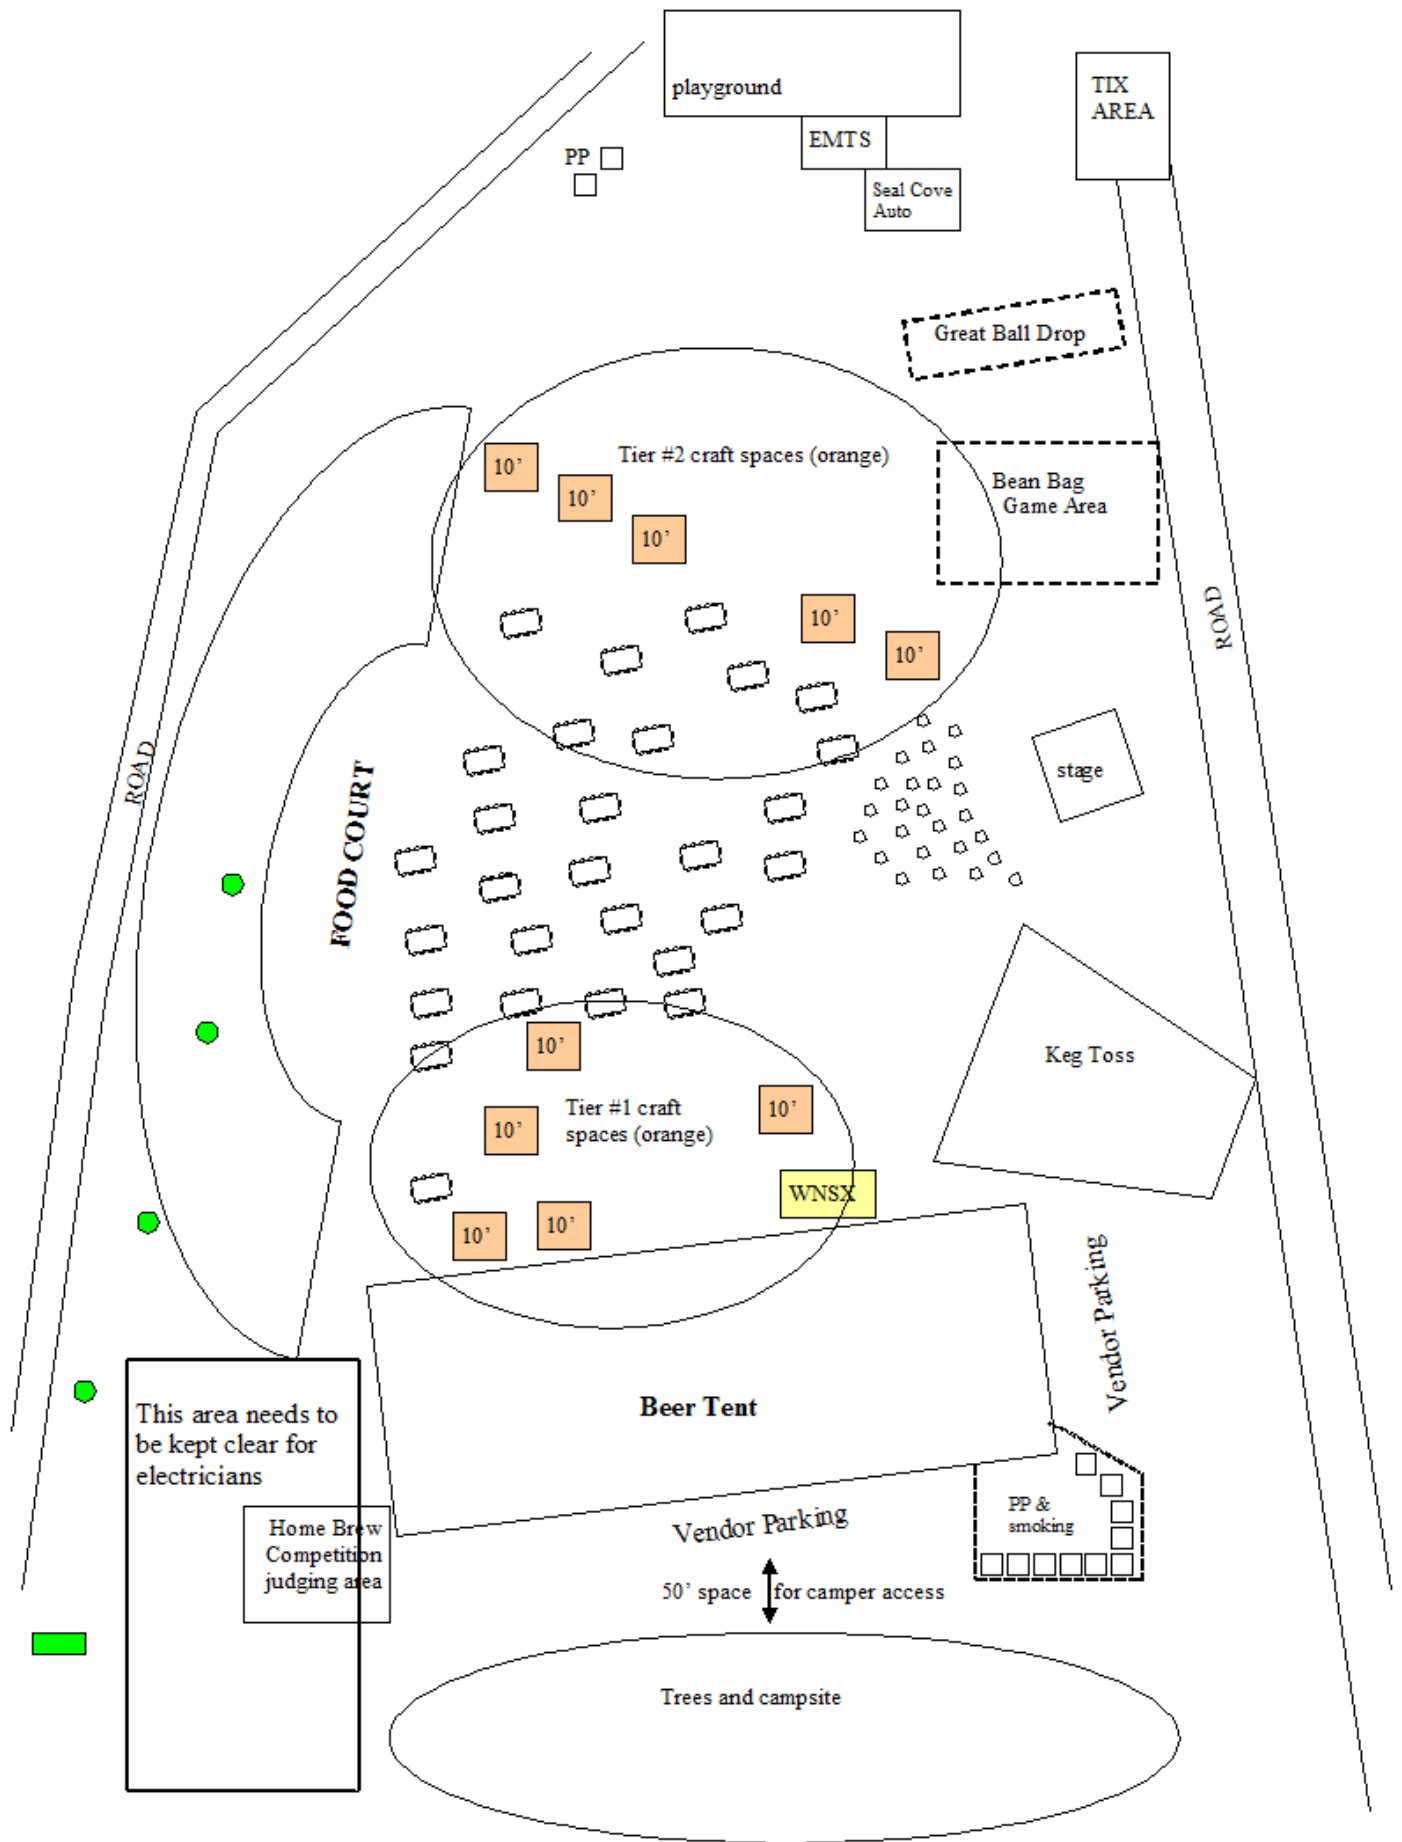 playground
TIX
AREA
EMTS
PP
Seal Cove
Auto
Great Ball Drop
Tier #2 craft spaces (orange)
10’
10’
10’
Bean Bag
Game Area
10’
10’
ROAD
ROAD
stage
FOOD COURT
10’
Keg Toss
10’
Tier #1 craft
spaces (orange)
10’
WNSX
10’
10’
Vendor Parking
Beer Tent
This area needs to
be kept clear for
electricians
PP &
smoking
Vendor Parking
Home Brew
Competition
judging area
50’ space for camper access
Trees and campsite